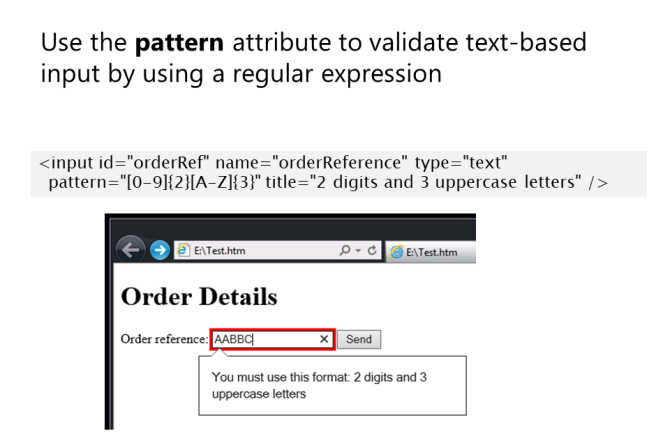 Use the pattern attribute to validate text-based
input by using a regular expression
<input id="orderRef" name="orderReference" type="text"
pattern="[0-9]{2}[A-Z]{3}" title="2 digits and 3 uppercase letters" />
E:\Test.htm
E:\Test.htm
Order Details
Order reference: AABBC Send
You must use this format: 2 digits and 3
uppercase letters